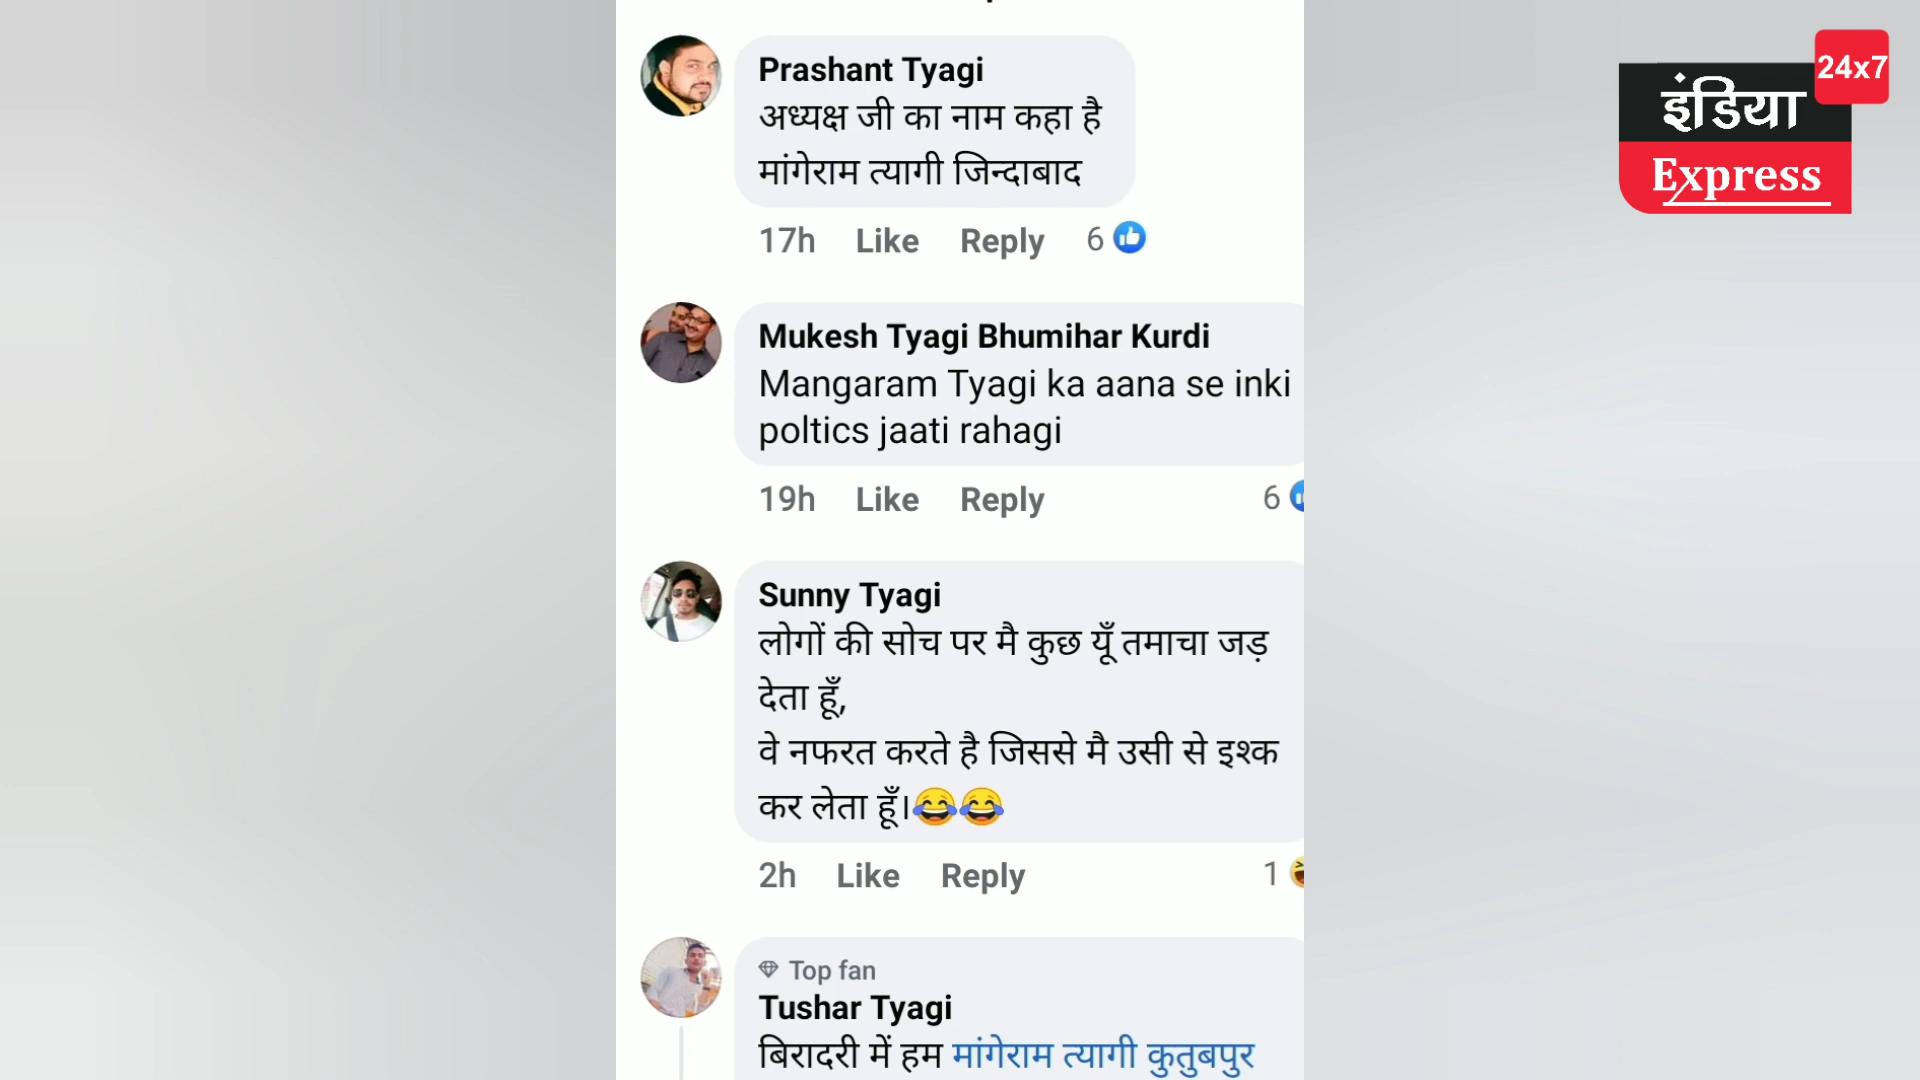 Prashant Tyagi
अध्यक्ष जी का नाम कहा है
मांगेराम त्यागी जिन्दाबाद
17h Like Reply 6
Mukesh Tyagi Bhumihar Kurdi
Mangaram Tyagi ka aana se inki
poltics jaati rahagi
19h Like Reply 6
Sunny Tyagi
लोगों की सोच पर मै कुछ यूँ तमाचा जड़
देता हूँ,
वे नफरत करते है जिससे मै उसी से इश्क
कर लेता हूँ।😂😂
2h Like Reply 1
Top fan
Tushar Tyagi
बिरादरी में हम मांगेराम त्यागी कुतुबपुर
24x7
इंडिया
Express